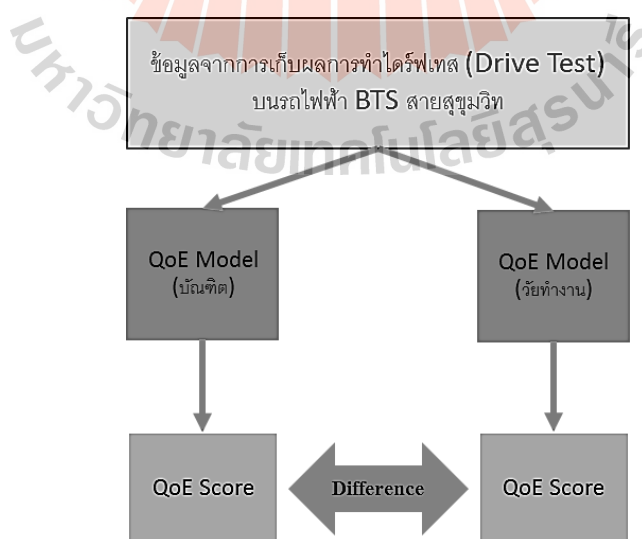 ข้อมูลจากการเก็บผลการทำไดร์ฟเทส (Drive Test)
บนรถไฟฟ้า BTS สายสุขุมวิท
QoE Model
(บัณฑิต)
QoE Model
(วัยทำงาน)
QoE Score
Difference
QoE Score